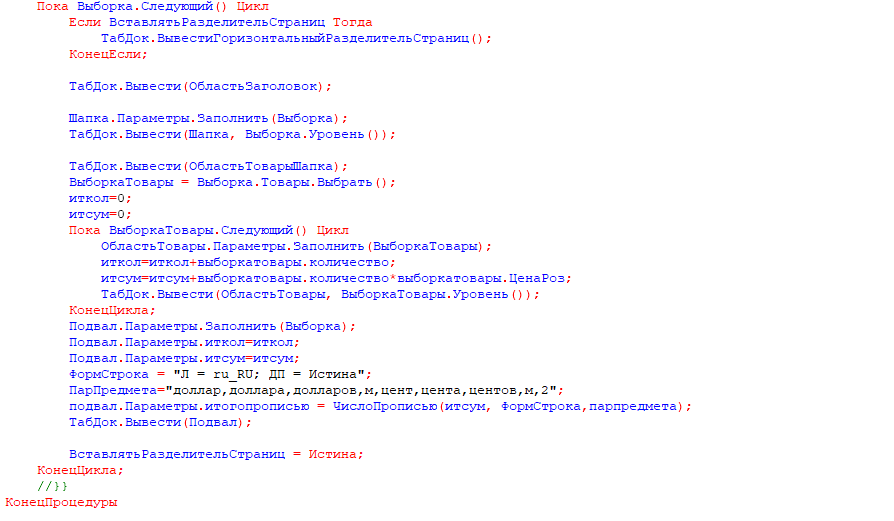 Пока Выборка.Следующий() Цикл
Если ВставлятьРазделительСтраниц Тогда
ТабДок.ВывестиГоризонтальныйРазделительСтраниц();
КонецЕсли;
ТабДок.Вывести(ОбластьЗаголовок);
Шапка.Параметры.Заполнить(Выборка);
ТабДок.Вывести(Шапка, Выборка.Уровень());
ТабДок.Вывести(ОбластьТоварыШапка);
ВыборкаТовары = Выборка.Товары.Выбрать();
иткол=0;
итсум=0;
Пока ВыборкаТовары.Следующий() Цикл
ОбластьТовары.Параметры.Заполнить(ВыборкаТовары);
иткол=иткол+выборкатовары.количество;
итсум=итсум+выборкатовары.количество*выборкатовары.ЦенаРоз;
ТабДок.Вывести(ОбластьТовары, ВыборкаТовары.Уровень());
КонецЦикла;
Подвал.Параметры.Заполнить(Выборка);
Подвал.Параметры.иткол=иткол;
Подвал.Параметры.итсум=итсум;
ФормСтрока = "Л = ru_RU; ДП = Истина";
ПарПредмета="доллар,доллара,долларов,м,цент,цента,центов,м,2";
подвал.Параметры.итогопрописью = ЧислоПрописью(итсум, ФормСтрока,парпредмета);
ТабДок.Вывести(Подвал);
ВставлятьРазделительСтраниц = Истина;
КонецЦикла;
//}}
КонецПроцедуры